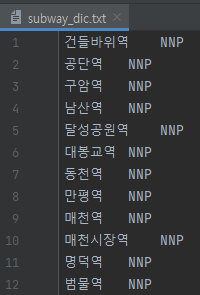 subway_dic.txt
1 건들바위역 NNP
2 공단역 NNP
3 구암역 NNP
4 남산역 NNP
5 달성공원역 NNP
6 대봉교역 NNP
7 동천역 NNP
8 만평역 NNP
9 매천역 NNP
10 매천시장역 NNP
11 명덕역 NNP
12 범물역 NNP